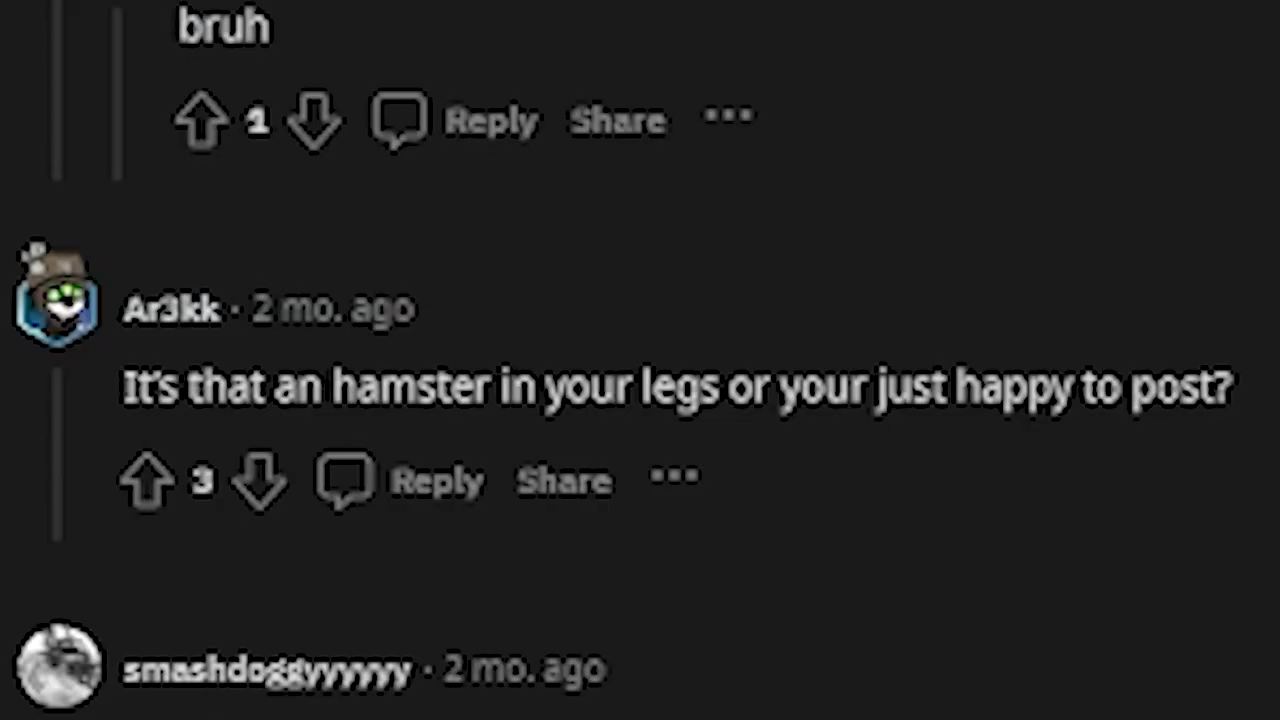 bruh
1 Reply Share ...
Ar3kk · 2 mo. ago
It's that an hamster in your legs or your just happy to post?
3 Reply Share ...
smashdoggyyyyyy · 2 mo. ago